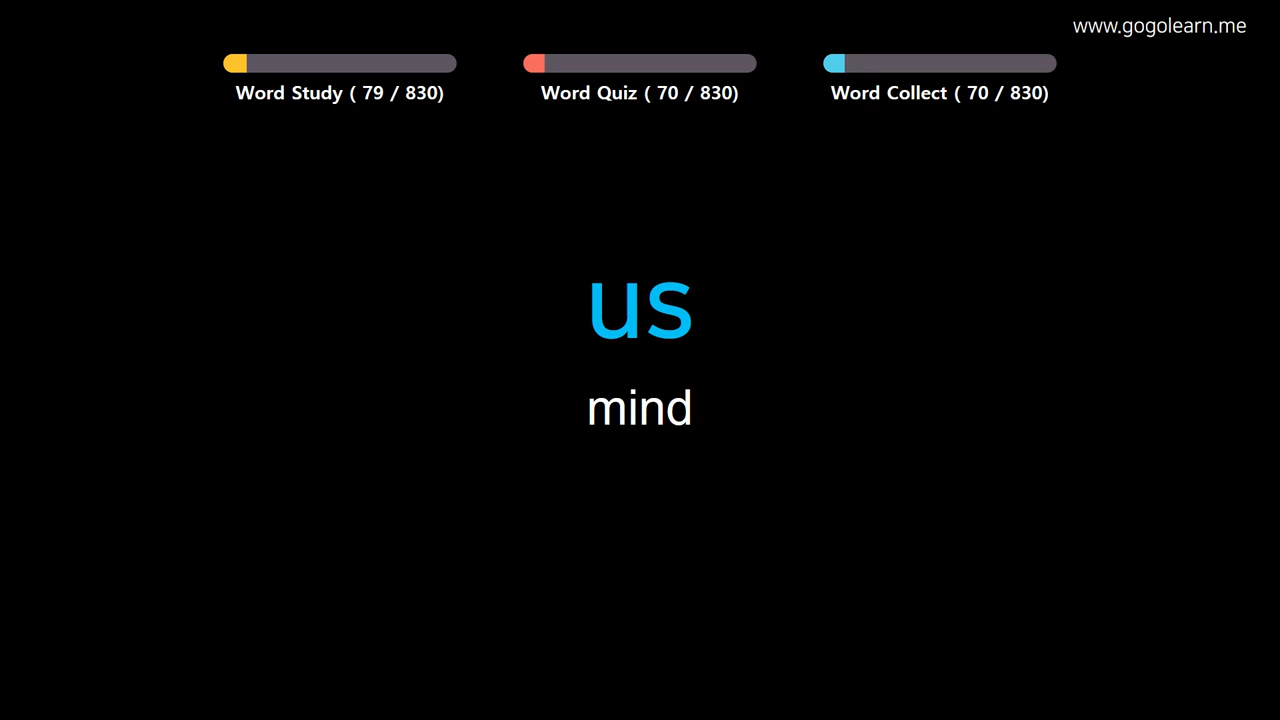 www.gogolearn.me
Word Study ( 79 / 830)
Word Quiz ( 70 / 830)
Word Collect ( 70 / 830)
us
mind